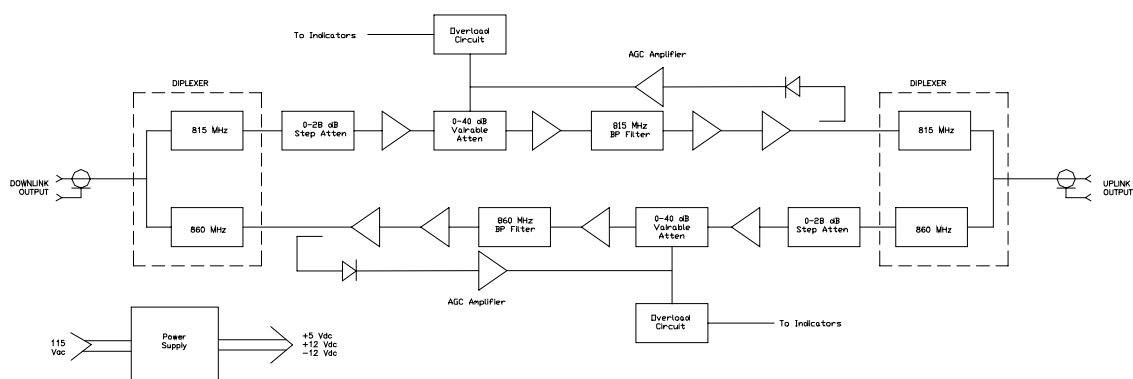 Overload
Circuit
To Indicators
AGC Amplifier
DIPLEXER
DIPLEXER
815 MHz
0-28 dB
Step Atten
0-40 dB
Vairable
Atten
815 MHz
BP Filter
815 MHz
DOWNLINK
OUTPUT
UPLINK
OUTPUT
860 MHz
860 MHz
BP Filter
0-40 dB
Vairable
Atten
0-28 dB
Step Atten
860 MHz
AGC Amplifier
Overload
Circuit
To Indicators
115
Vac
Power
Supply
+5 Vdc
+12 Vdc
-12 Vdc